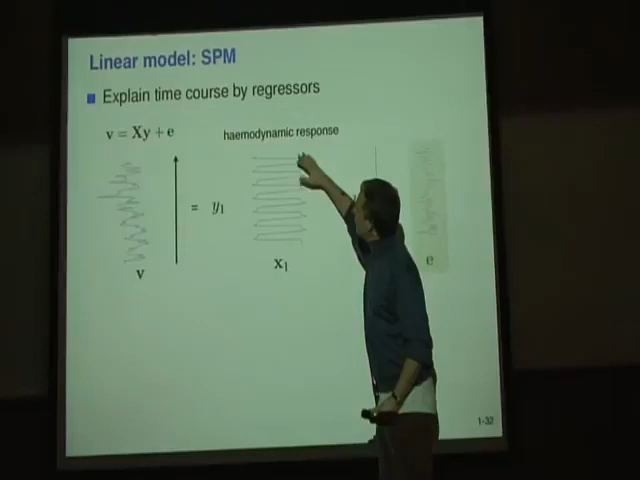 Linear model: SPM
Explain time course by regressors
v = Xy + e
haemodynamic response
= y1
v
x1
e
1-32